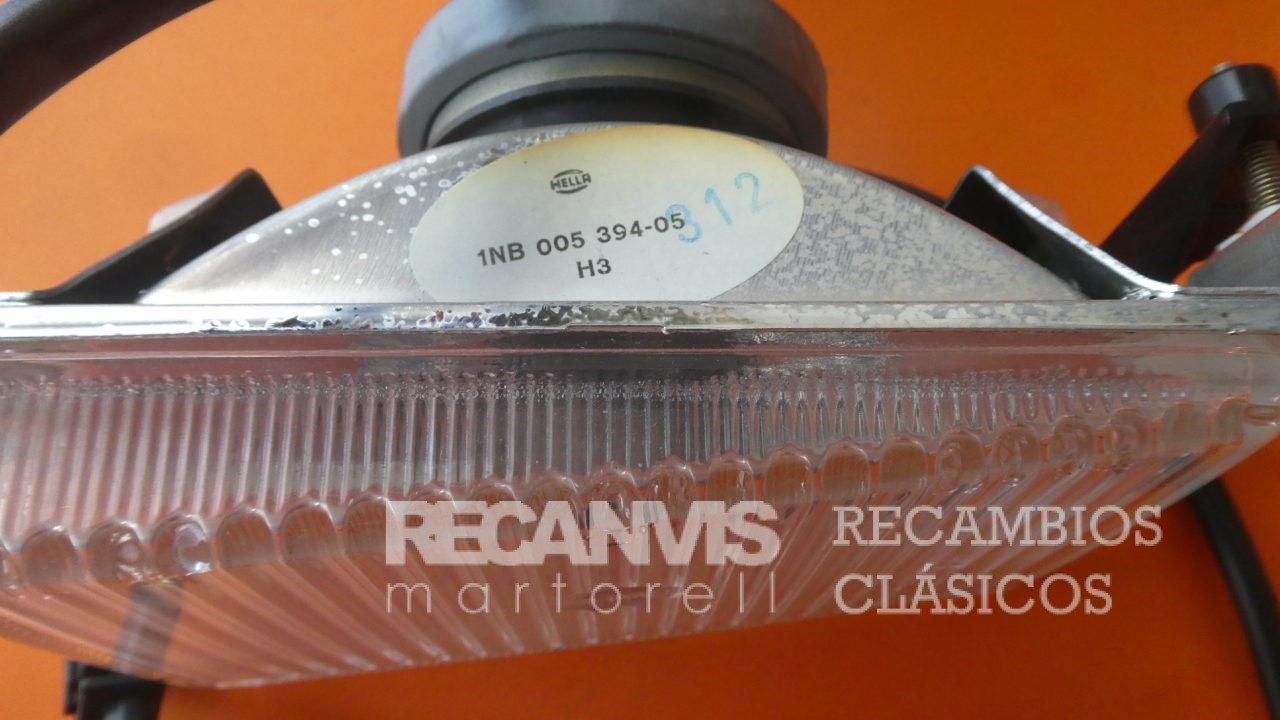 HELLA
1NB 005 394-05
312
H3
RECANVIS
martorell
RECAMBIOS
CLÁSICOS